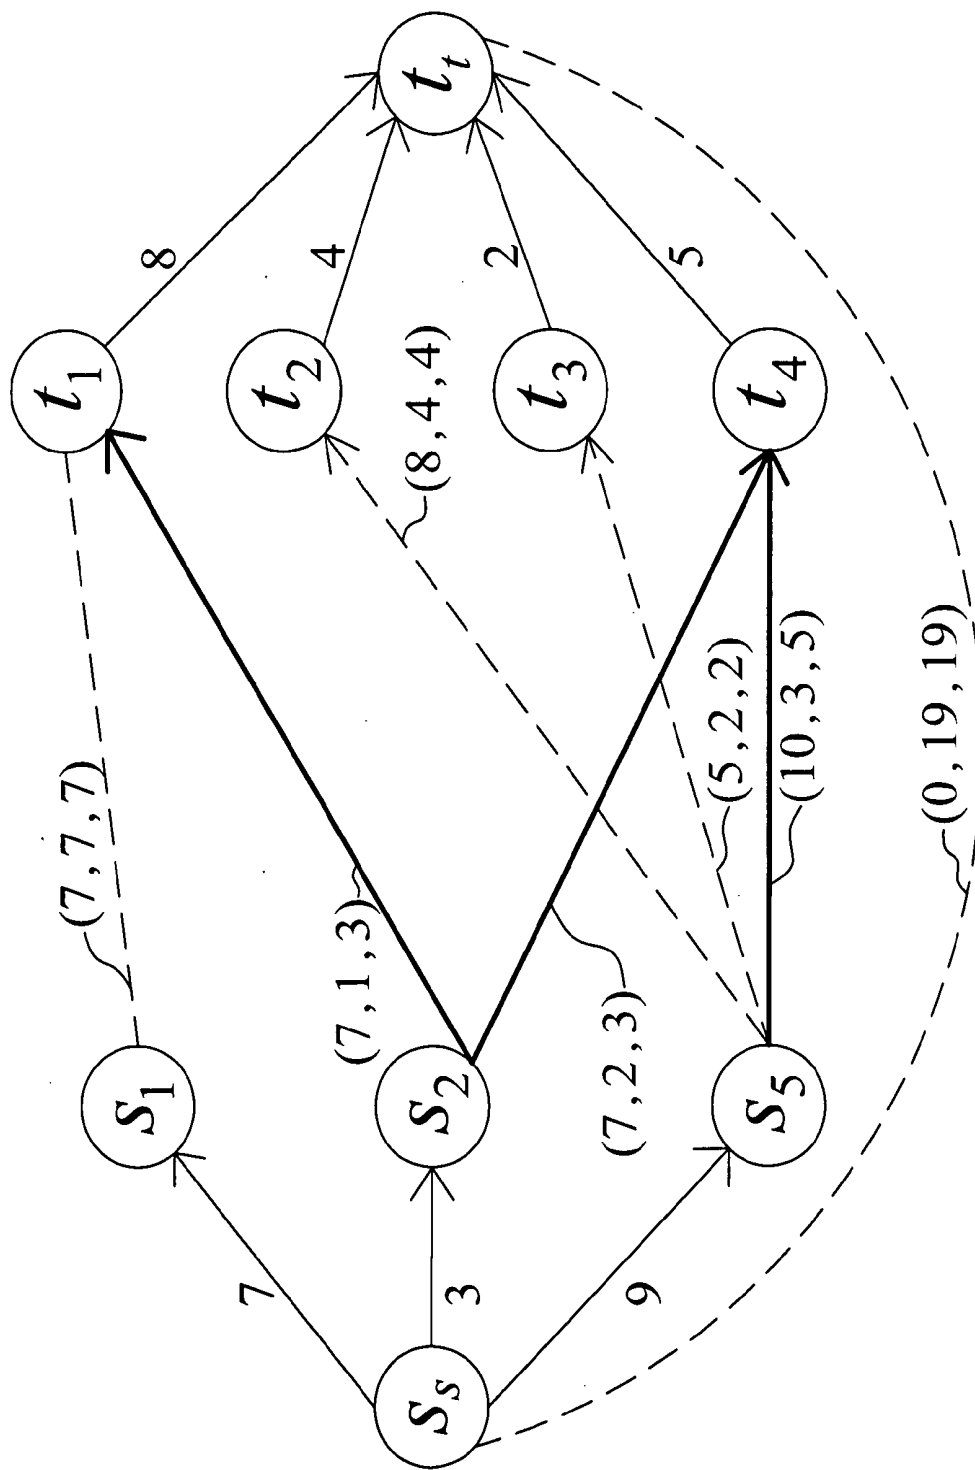 s_s
7
3
9
s_1
s_2
s_5
(7,7,7)
(7,1,3)
(7,2,3)
(8,4,4)
(5,2,2)
(10,3,5)
(0,19,19)
t_1
t_2
t_3
t_4
8
4
2
5
t_t